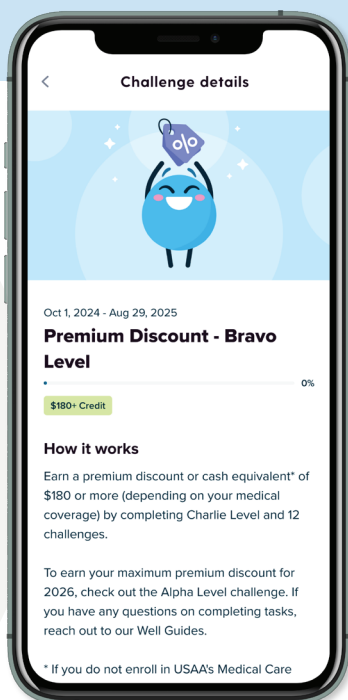 Challenge details
%
Oct 1, 2024 - Aug 29, 2025
Premium Discount - Bravo
Level
0%
$180+ Credit
How it works
Earn a premium discount or cash equivalent* of
$180 or more (depending on your medical
coverage) by completing Charlie Level and 12
challenges.
To earn your maximum premium discount for
2026, check out the Alpha Level challenge. If
you have any questions on completing tasks,
reach out to our Well Guides.
* If you do not enroll in USAA's Medical Care